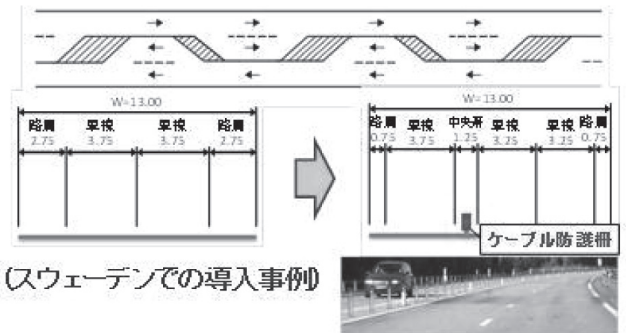 W=13.00
路肩 車線 車線 路肩
2.75 3.75 3.75 2.75
W=13.00
路肩 車線 中央帯 車線 車線 路肩
0.75 3.75 1.25 3.25 3.25 0.75
ケーブル防護柵
(スウェーデンでの導入事例)